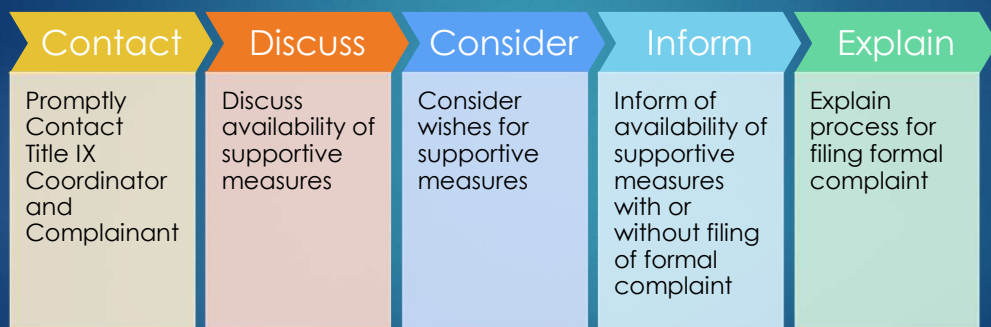 Contact
Promptly
Contact
Title IX
Coordinator
and
Complainant
Discuss
Discuss
availability of
supportive
measures
Consider
Consider
wishes for
supportive
measures
Inform
Inform of
availability of
supportive
measures
with or
without filing
of formal
complaint
Explain
Explain
process for
filing formal
complaint